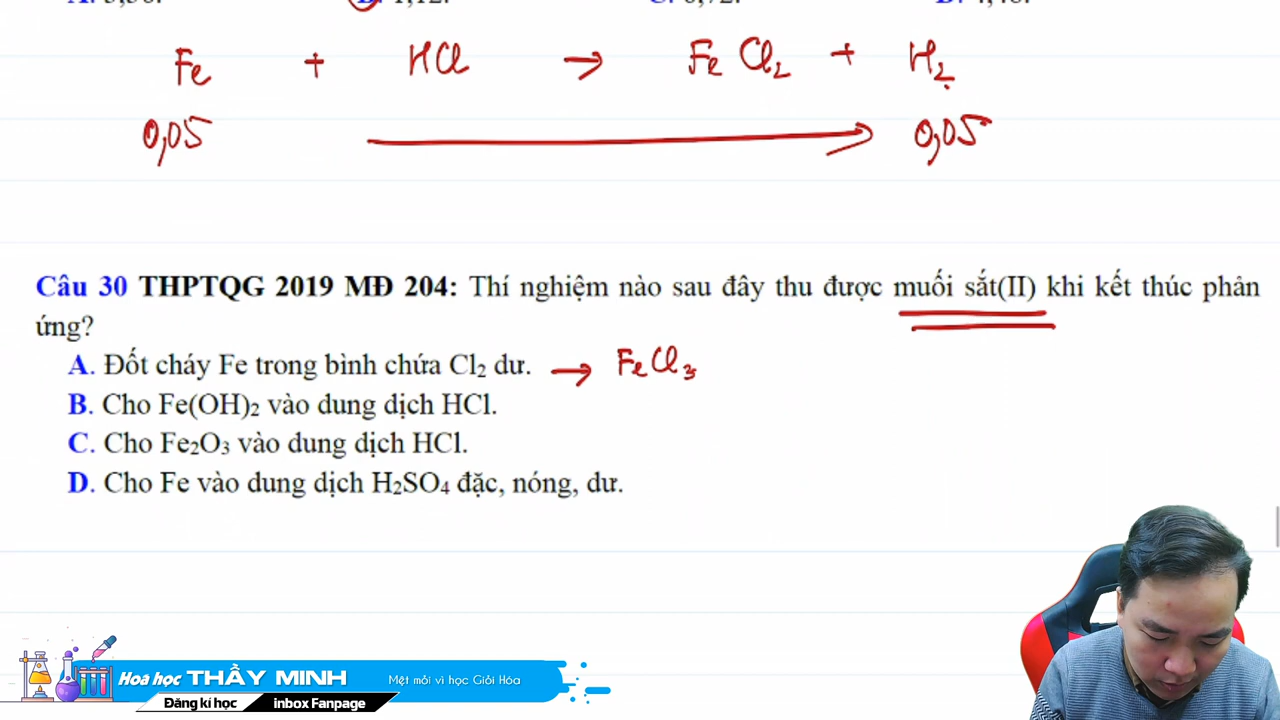 Fe + HCl → FeCl₂ + H₂
0,05 → 0,05
Câu 30 THPTQG 2019 MĐ 204: Thí nghiệm nào sau đây thu được muối sắt(II) khi kết thúc phản
ứng?
A. Đốt cháy Fe trong bình chứa Cl₂ dư. → FeCl₃
B. Cho Fe(OH)₂ vào dung dịch HCl.
C. Cho Fe₂O₃ vào dung dịch HCl.
D. Cho Fe vào dung dịch H₂SO₄ đặc, nóng, dư.
Hoá học THẦY MINH
Mệt mỏi vì học Giỏi Hóa
Đăng kí học inbox Fanpage